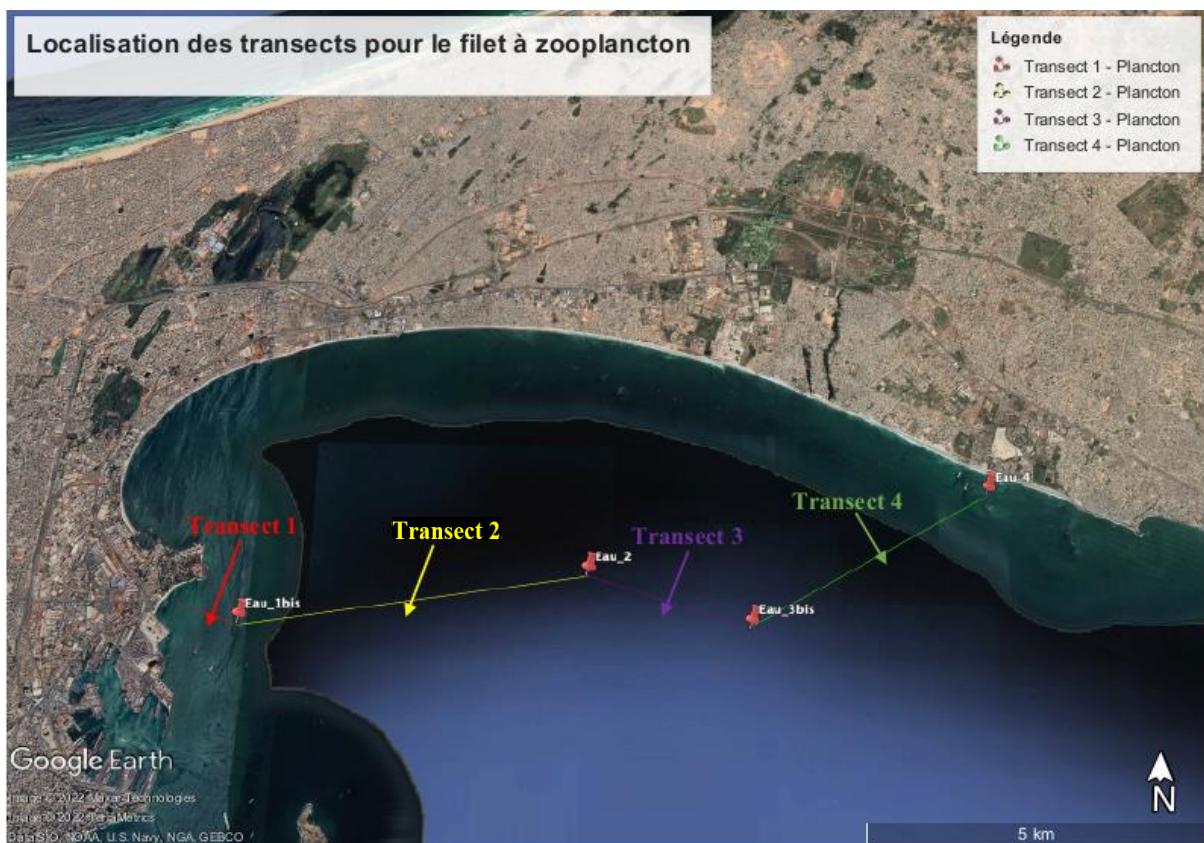 Localisation des transects pour le filet à zooplancton
Légende
Transect 1 - Plancton
Transect 2 - Plancton
Transect 3 - Plancton
Transect 4 - Plancton
Eau_4
Transect 4
Transect 1
Transect 2
Transect 3
Eau_2
Eau_1bis
Eau_3bis
Google Earth
Image © 2022 Maxar Technologies
Image © 2022 TerraMetrics
Data SIO, NOAA, U.S. Navy, NGA, GEBCO
N
5 km